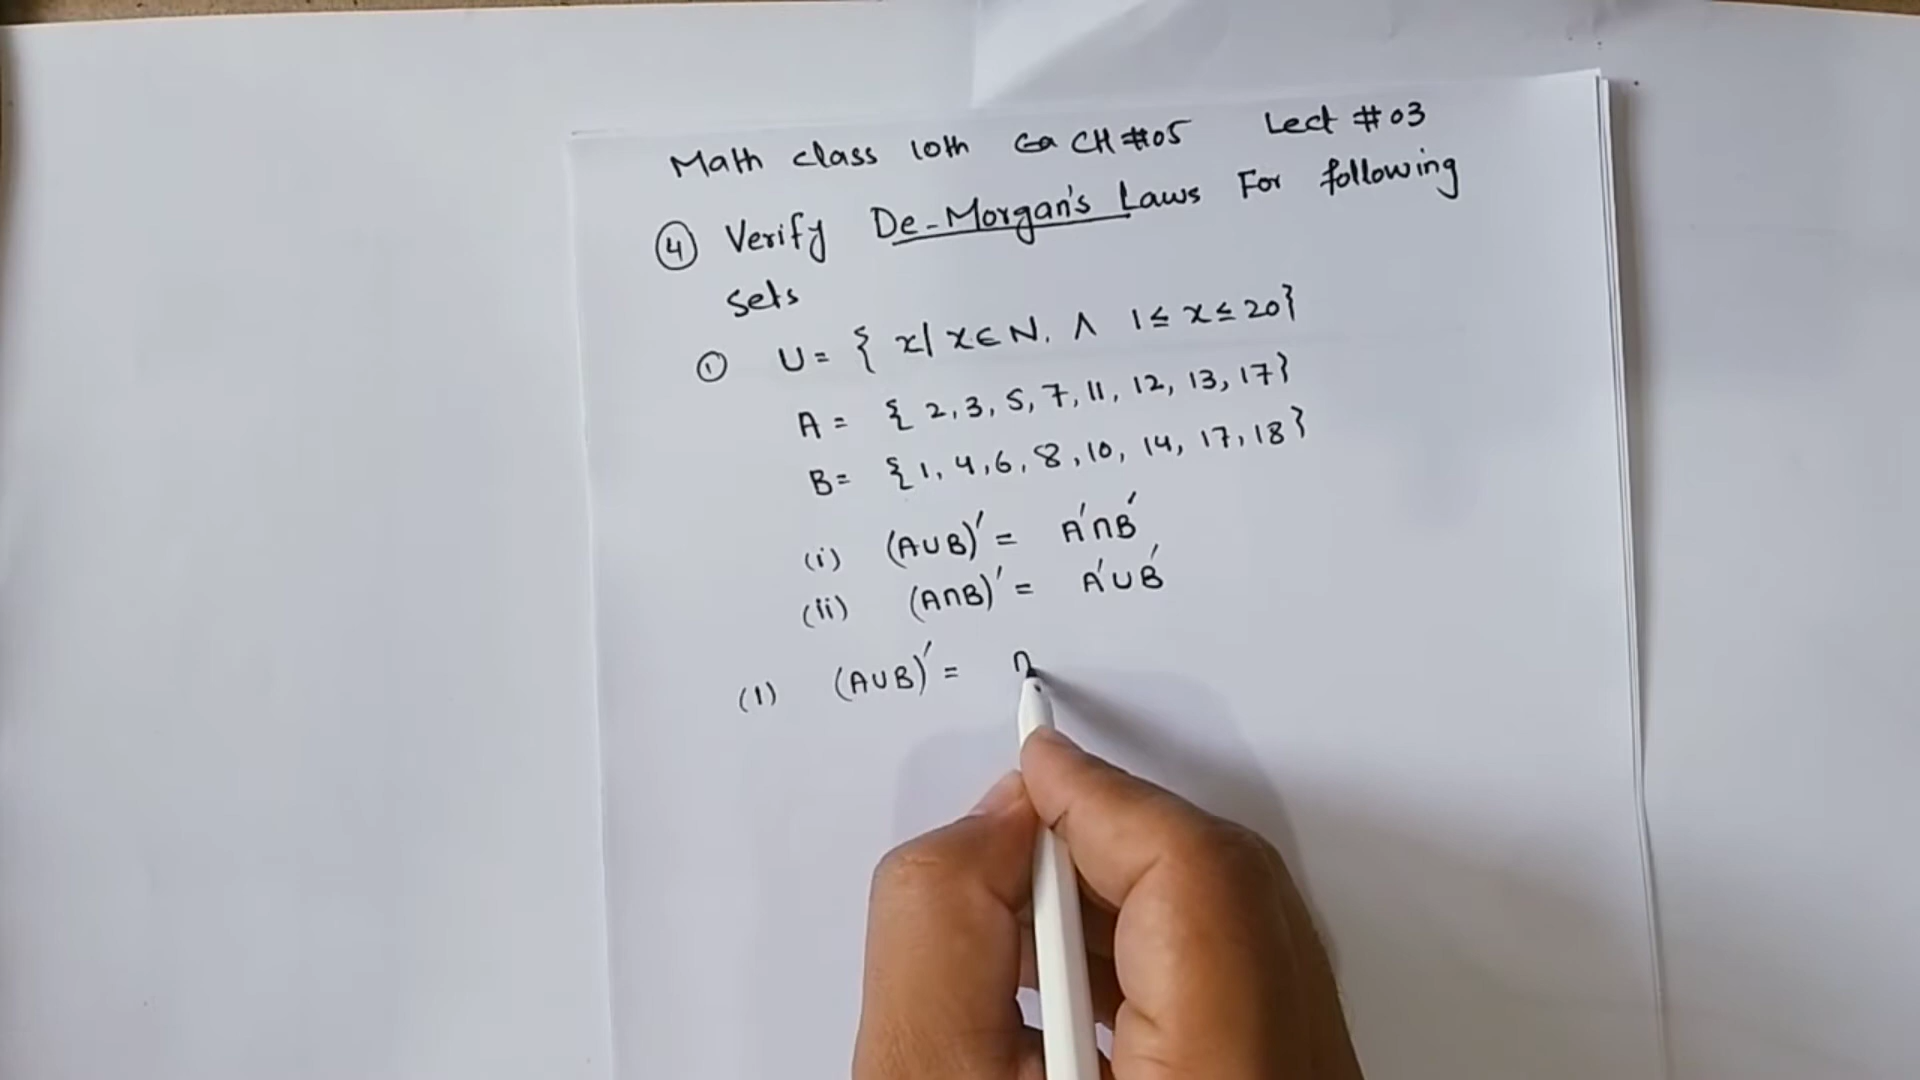 Math class 10th CH #05 Lect #03
④ Verify De-Morgan's Laws For following
sets
① U = { x| x∈N. ∧ 1 ≤ x ≤ 20}
A = { 2, 3, 5, 7, 11, 12, 13, 17}
B = { 1, 4, 6, 8, 10, 14, 17, 18}
(i) (A∪B)′ = A′∩B′
(ii) (A∩B)′ = A′∪B′
(1) (A∪B)′ =